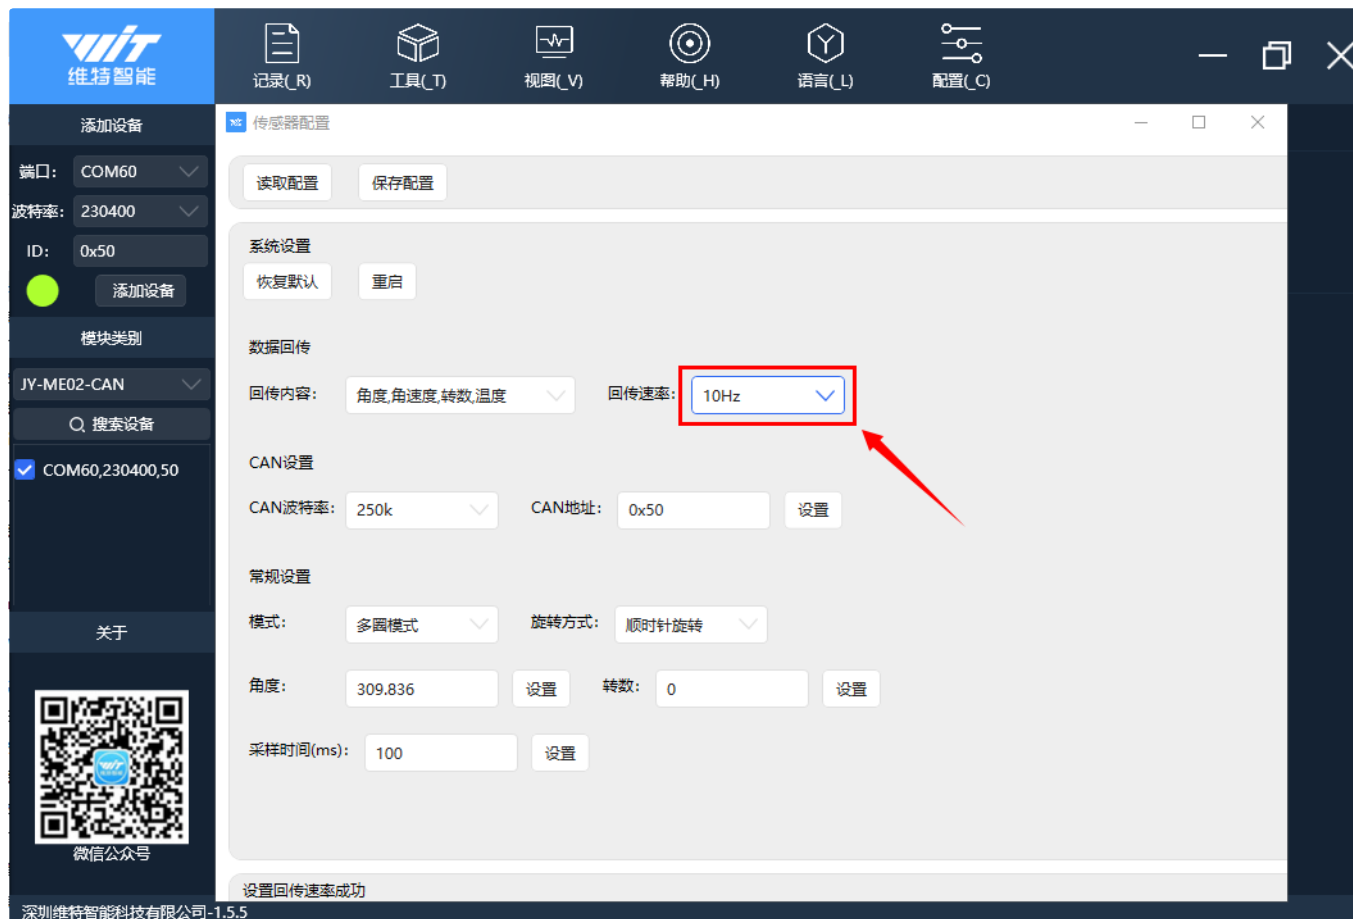 WIT
维特智能
记录(_R)
工具(_T)
视图(_V)
帮助(_H)
语言(_L)
配置(_C)
添加设备
端口: COM60
波特率: 230400
ID: 0x50
添加设备
模块类别
JY-ME02-CAN
搜索设备
COM60,230400,50
关于
微信公众号
深圳维特智能科技有限公司-1.5.5
传感器配置
读取配置 保存配置
系统设置
恢复默认 重启
数据回传
回传内容: 角度,角速度,转数,温度 回传速率: 10Hz
CAN设置
CAN波特率: 250k CAN地址: 0x50 设置
常规设置
模式: 多圈模式 旋转方式: 顺时针旋转
角度: 309.836 设置 转数: 0 设置
采样时间(ms): 100 设置
设置回传速率成功